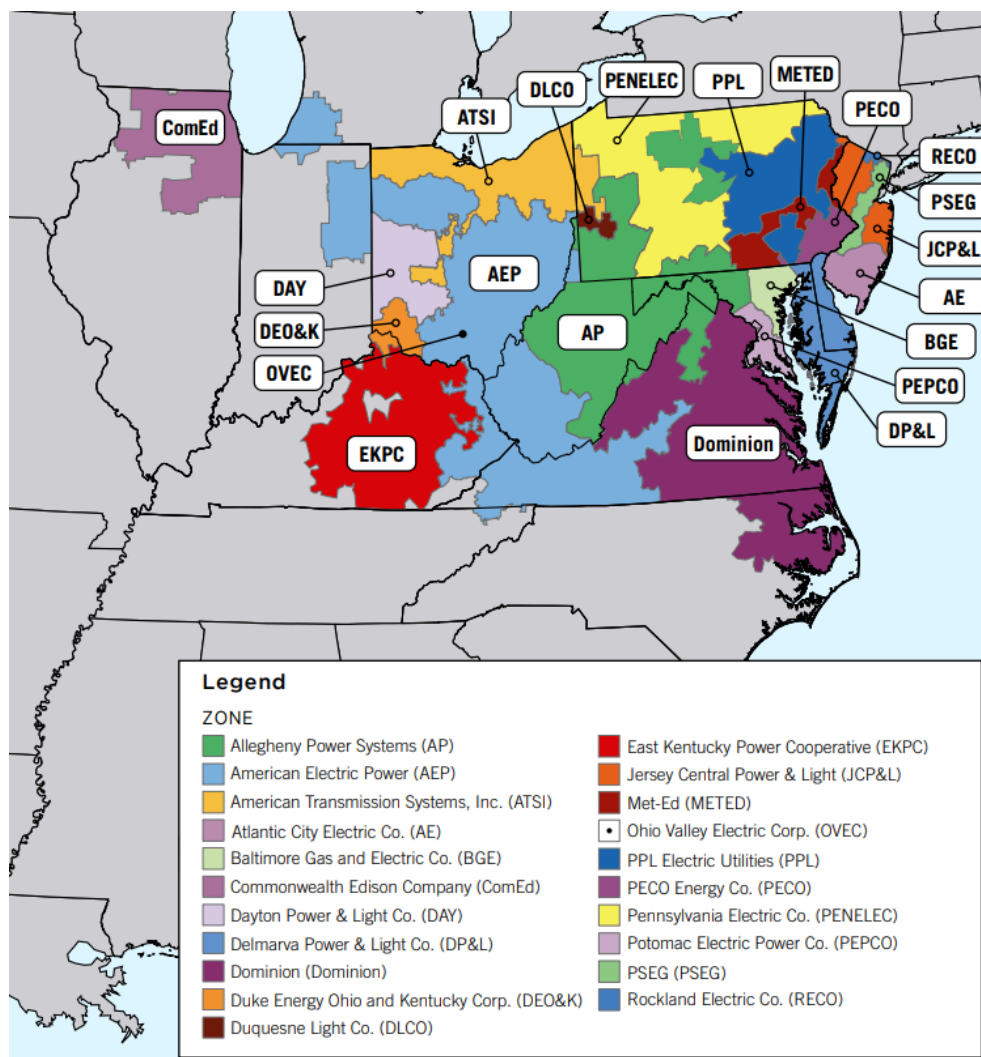 DLCO
PENELEC
PPL
METED
PECO
ATSI
ComEd
RECO
PSEG
JCP&L
AE
BGE
PEPCO
DP&L
DAY
AEP
DEO&K
OVEC
AP
EKPC
Dominion
Legend
ZONE
Allegheny Power Systems (AP)
American Electric Power (AEP)
American Transmission Systems, Inc. (ATSI)
Atlantic City Electric Co. (AE)
Baltimore Gas and Electric Co. (BGE)
Commonwealth Edison Company (ComEd)
Dayton Power & Light Co. (DAY)
Delmarva Power & Light Co. (DP&L)
Dominion (Dominion)
Duke Energy Ohio and Kentucky Corp. (DEO&K)
Duquesne Light Co. (DLCO)
East Kentucky Power Cooperative (EKPC)
Jersey Central Power & Light (JCP&L)
Met-Ed (METED)
Ohio Valley Electric Corp. (OVEC)
PPL Electric Utilities (PPL)
PECO Energy Co. (PECO)
Pennsylvania Electric Co. (PENELEC)
Potomac Electric Power Co. (PEPCO)
PSEG (PSEG)
Rockland Electric Co. (RECO)